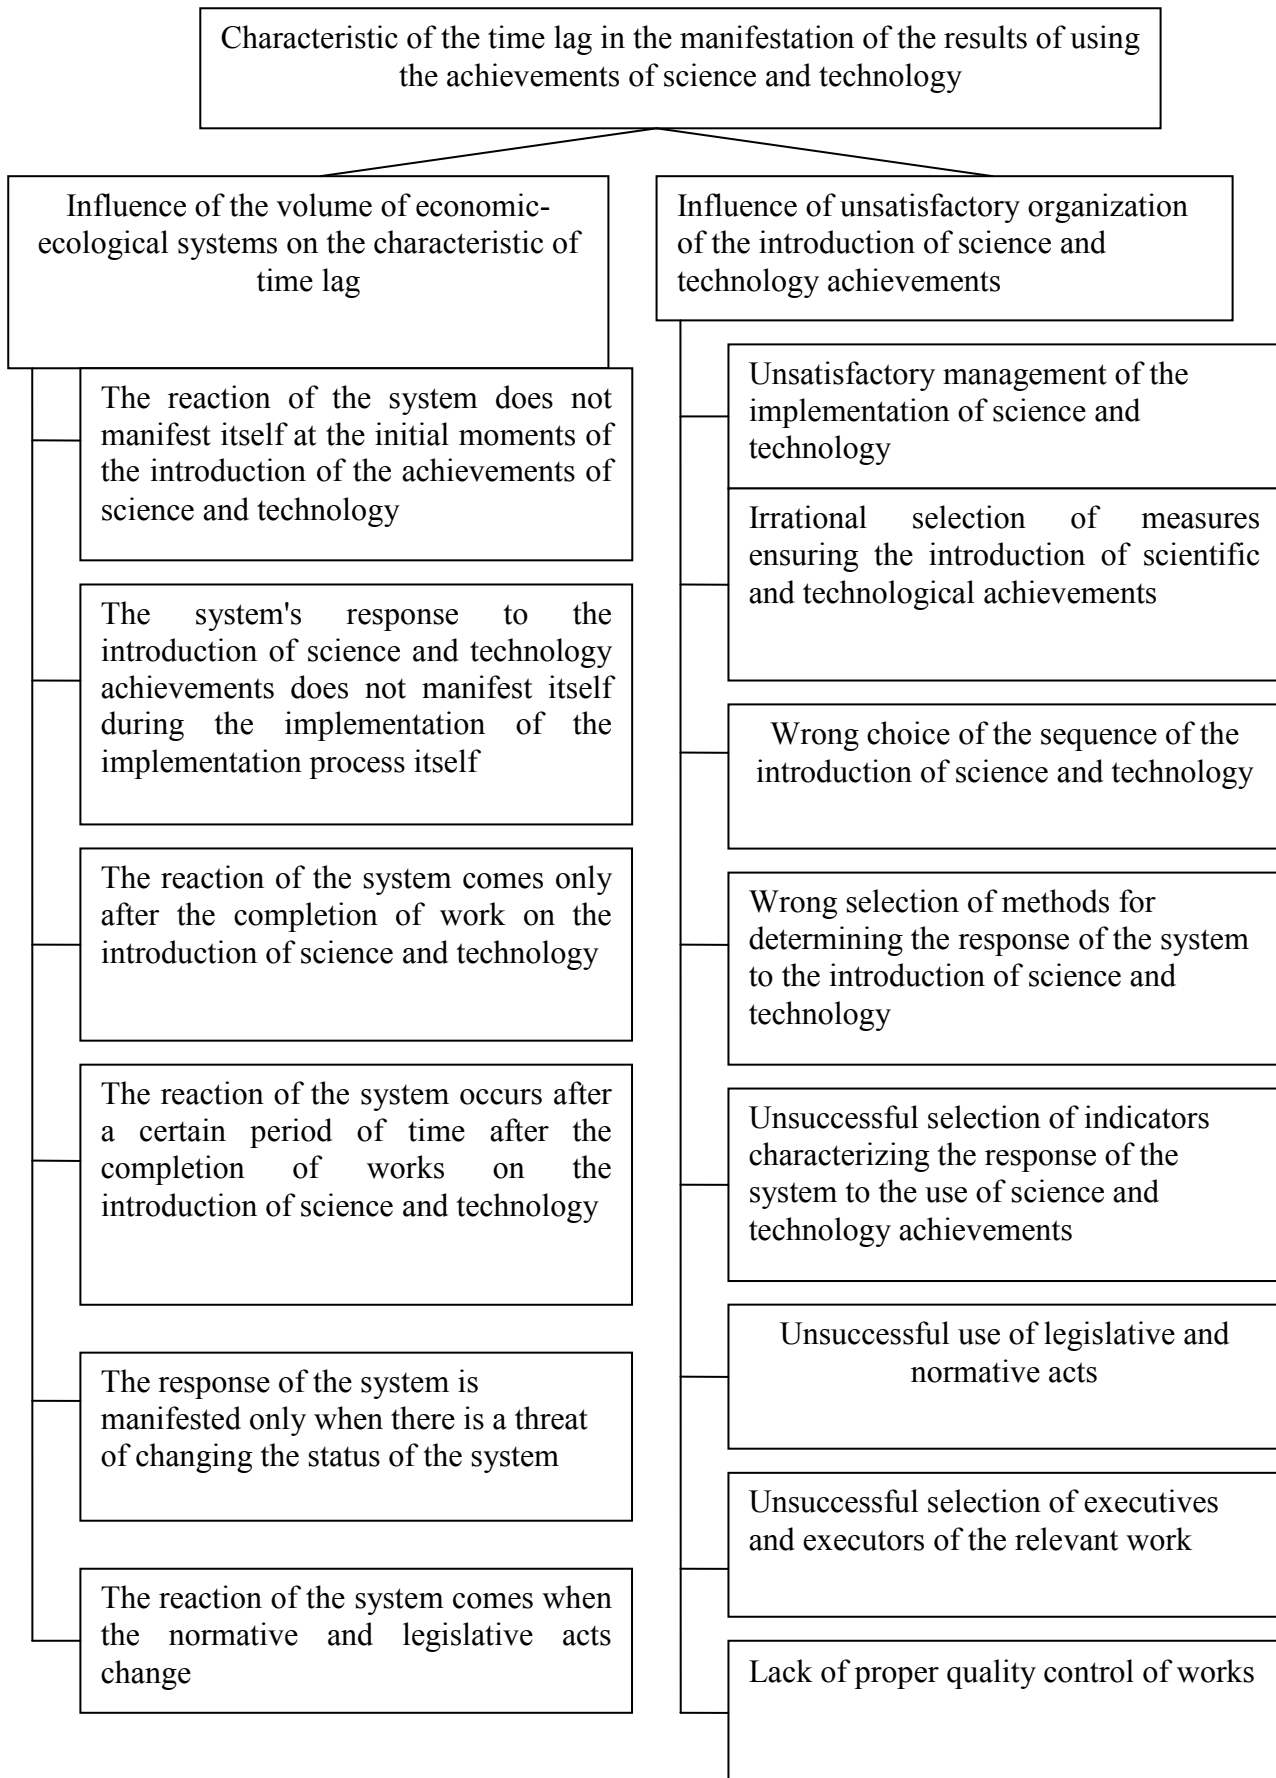 Characteristic of the time lag in the manifestation of the results of using
the achievements of science and technology
Influence of the volume of economic-
ecological systems on the characteristic of
time lag
The reaction of the system does not
manifest itself at the initial moments of
the introduction of the achievements of
science and technology
The system's response to the
introduction of science and technology
achievements does not manifest itself
during the implementation of the
implementation process itself
The reaction of the system comes only
after the completion of work on the
introduction of science and technology
The reaction of the system occurs after
a certain period of time after the
completion of works on the
introduction of science and technology
The response of the system is
manifested only when there is a threat
of changing the status of the system
The reaction of the system comes when
the normative and legislative acts
change
Influence of unsatisfactory organization
of the introduction of science and
technology achievements
Unsatisfactory management of the
implementation of science and
technology
Irrational selection of measures
ensuring the introduction of scientific
and technological achievements
Wrong choice of the sequence of the
introduction of science and technology
Wrong selection of methods for
determining the response of the system
to the introduction of science and
technology
Unsuccessful selection of indicators
characterizing the response of the
system to the use of science and
technology achievements
Unsuccessful use of legislative and
normative acts
Unsuccessful selection of executives
and executors of the relevant work
Lack of proper quality control of works